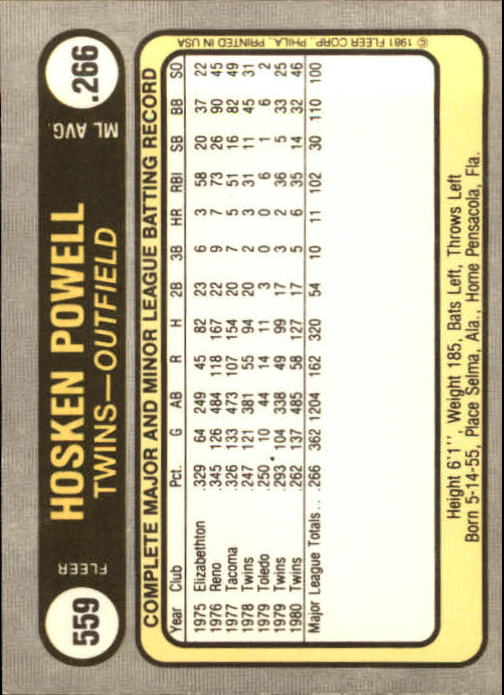 559 FLEER
HOSKEN POWELL
TWINS—OUTFIELD
ML AVG. .266
COMPLETE MAJOR AND MINOR LEAGUE BATTING RECORD
Year Club Pct. G AB R H 2B 3B HR RBI SB BB SO
1975 Elizabethton .329 64 249 45 82 23 6 3 58 20 37 22
1976 Reno .345 126 484 118 167 22 9 7 73 26 90 45
1977 Tacoma .326 133 473 107 154 20 7 5 51 16 82 49
1978 Twins .247 121 381 55 94 20 2 3 31 11 45 31
1979 Toledo .250 10 44 14 11 3 0 0 6 1 6 2
1979 Twins .293 104 338 49 99 17 3 2 36 5 33 25
1980 Twins .262 137 485 58 127 17 5 6 35 14 32 46
Major League Totals... .266 362 1204 162 320 54 10 11 102 30 110 100
Height 6'1'', Weight 185, Bats Left, Throws Left
Born 5-14-55, Place Selma, Ala., Home Pensacola, Fla.
© 1981 FLEER CORP., PHILA., PRINTED IN USA